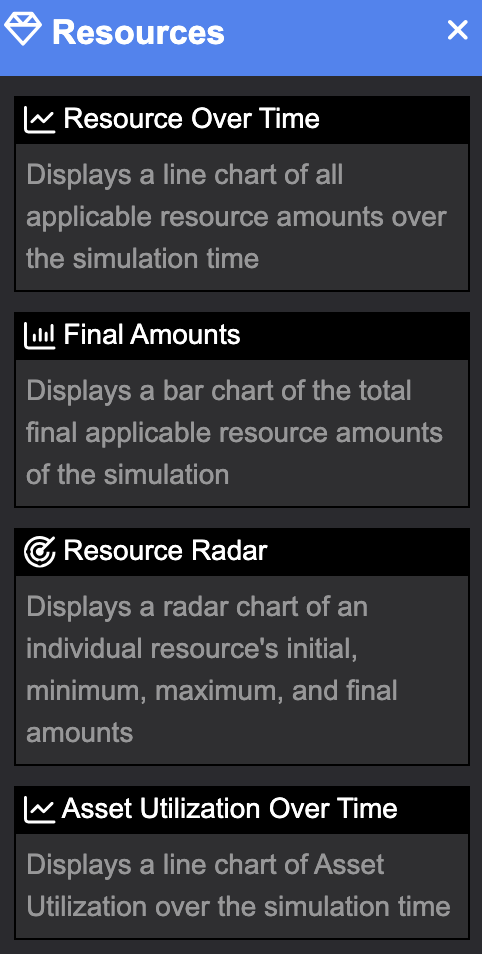 Resources
Resource Over Time
Displays a line chart of all
applicable resource amounts over
the simulation time
Final Amounts
Displays a bar chart of the total
final applicable resource amounts
of the simulation
Resource Radar
Displays a radar chart of an
individual resource's initial,
minimum, maximum, and final
amounts
Asset Utilization Over Time
Displays a line chart of Asset
Utilization over the simulation time